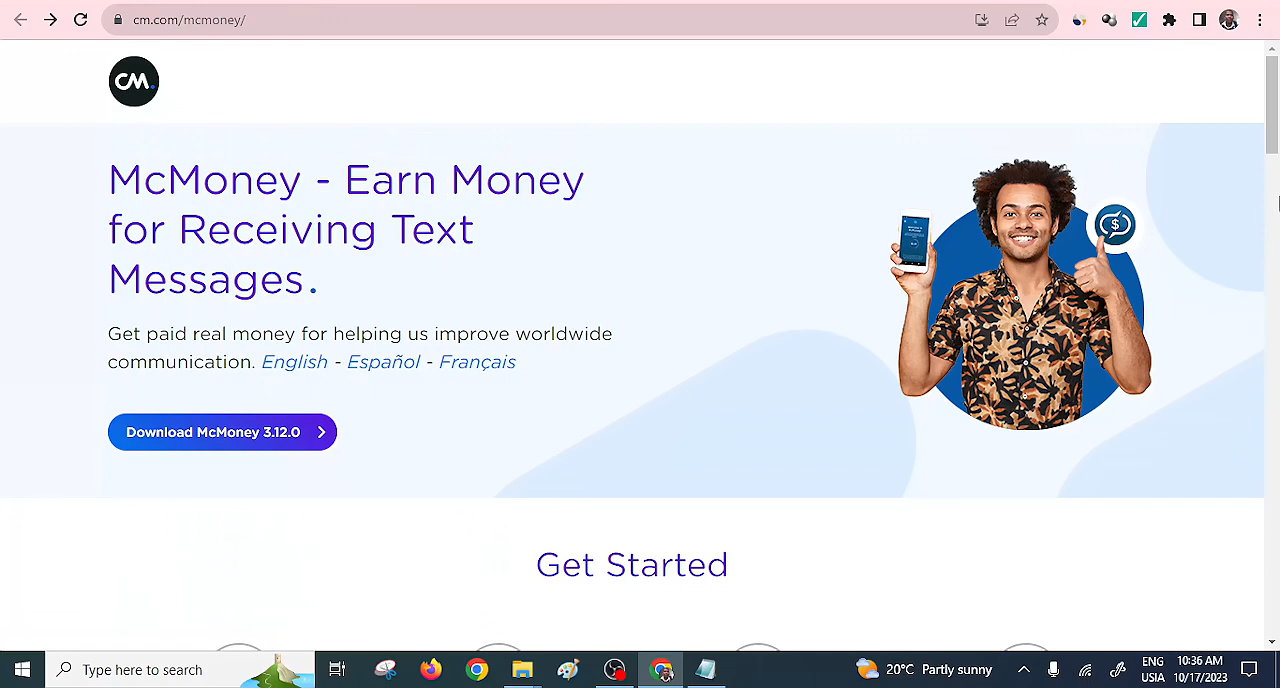 cm.com/mcmoney/
CM.
McMoney - Earn Money
for Receiving Text
Messages.
$
Get paid real money for helping us improve worldwide
communication. English - Español - Français
Download McMoney 3.12.0
Get Started
Type here to search
20°C Partly sunny
ENG
USA
10:36 AM
10/17/2023